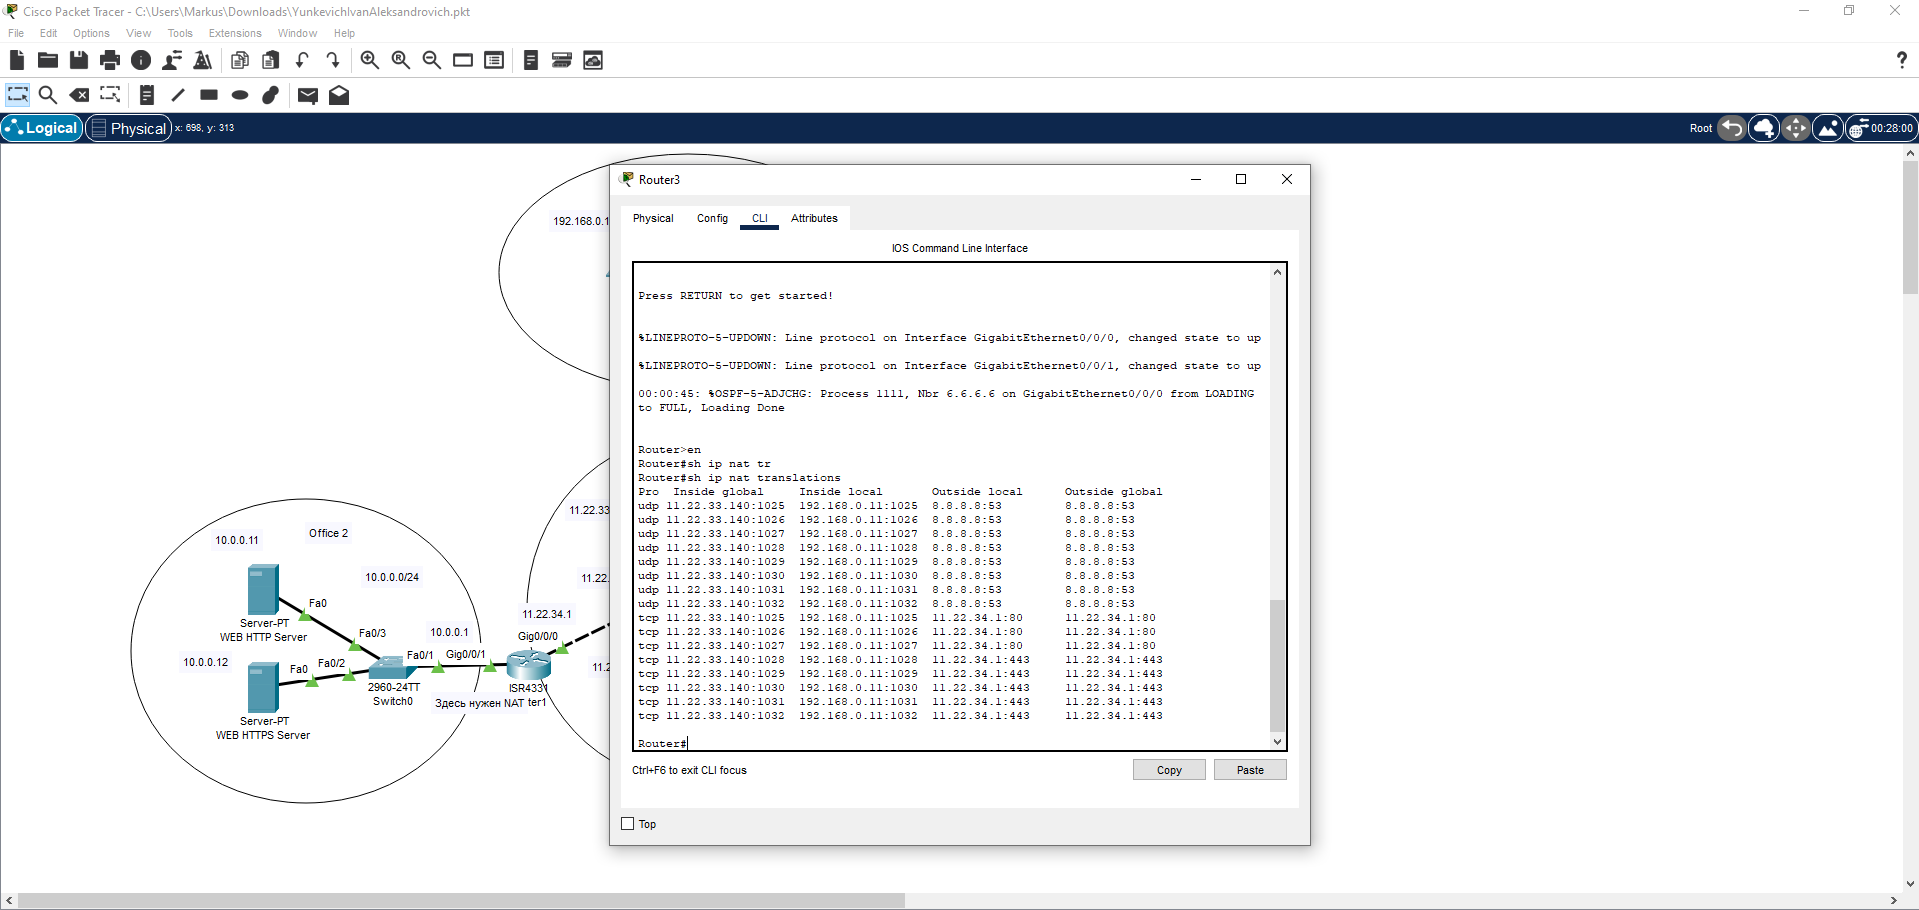 Cisco Packet Tracer - C:\Users\Markus\Downloads\YunkevichIvanAleksandrovich.pkt
File Edit Options View Tools Extensions Window Help
Logical Physical x: 698, y: 313 Root 00:28:00
192.168.0.1
Router3
Physical Config CLI Attributes
IOS Command Line Interface
Press RETURN to get started!
%LINEPROTO-5-UPDOWN: Line protocol on Interface GigabitEthernet0/0/0, changed state to up
%LINEPROTO-5-UPDOWN: Line protocol on Interface GigabitEthernet0/0/1, changed state to up
00:00:45: %OSPF-5-ADJCHG: Process 1111, Nbr 6.6.6.6 on GigabitEthernet0/0/0 from LOADING
to FULL, Loading Done
Router>en
Router#sh ip nat tr
Router#sh ip nat translations
Pro Inside global Inside local Outside local Outside global
udp 11.22.33.140:1025 192.168.0.11:1025 8.8.8.8:53 8.8.8.8:53
udp 11.22.33.140:1026 192.168.0.11:1026 8.8.8.8:53 8.8.8.8:53
udp 11.22.33.140:1027 192.168.0.11:1027 8.8.8.8:53 8.8.8.8:53
udp 11.22.33.140:1028 192.168.0.11:1028 8.8.8.8:53 8.8.8.8:53
udp 11.22.33.140:1029 192.168.0.11:1029 8.8.8.8:53 8.8.8.8:53
udp 11.22.33.140:1030 192.168.0.11:1030 8.8.8.8:53 8.8.8.8:53
udp 11.22.33.140:1031 192.168.0.11:1031 8.8.8.8:53 8.8.8.8:53
udp 11.22.33.140:1032 192.168.0.11:1032 8.8.8.8:53 8.8.8.8:53
tcp 11.22.33.140:1025 192.168.0.11:1025 11.22.34.1:80 11.22.34.1:80
tcp 11.22.33.140:1026 192.168.0.11:1026 11.22.34.1:80 11.22.34.1:80
tcp 11.22.33.140:1027 192.168.0.11:1027 11.22.34.1:80 11.22.34.1:80
tcp 11.22.33.140:1028 192.168.0.11:1028 11.22.34.1:443 11.22.34.1:443
tcp 11.22.33.140:1029 192.168.0.11:1029 11.22.34.1:443 11.22.34.1:443
tcp 11.22.33.140:1030 192.168.0.11:1030 11.22.34.1:443 11.22.34.1:443
tcp 11.22.33.140:1031 192.168.0.11:1031 11.22.34.1:443 11.22.34.1:443
tcp 11.22.33.140:1032 192.168.0.11:1032 11.22.34.1:443 11.22.34.1:443
Router#
Ctrl+F6 to exit CLI focus
Copy Paste
Top
11.22.33
11.22.
11.2
Office 2
10.0.0.11
10.0.0.0/24
Fa0
Server-PT
WEB HTTP Server
Fa0/3
10.0.0.1
11.22.34.1
Gig0/0/0
10.0.0.12
Fa0
Fa0/2
Fa0/1
Gig0/0/1
2960-24TT
Switch0
ISR4331
Здесь нужен NAT ter1
Server-PT
WEB HTTPS Server